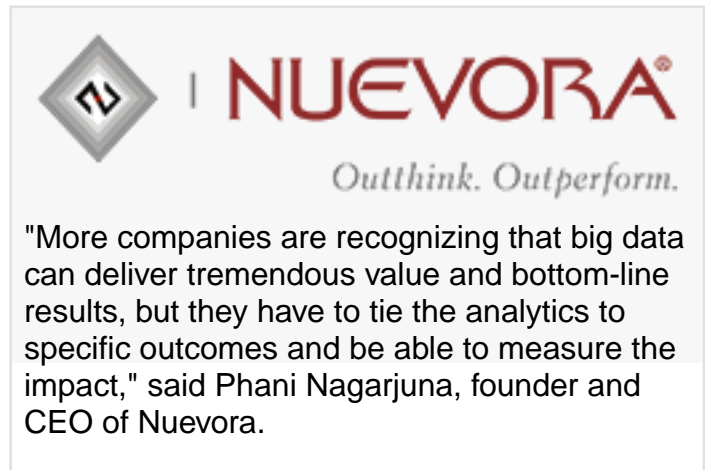 NUEVORA®
Outthink. Outperform.
"More companies are recognizing that big data
can deliver tremendous value and bottom-line
results, but they have to tie the analytics to
specific outcomes and be able to measure the
impact," said Phani Nagarjuna, founder and
CEO of Nuevora.